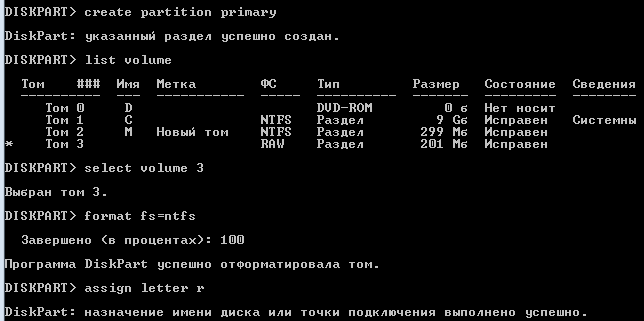 DISKPART> create partition primary
DiskPart: указанный раздел успешно создан.
DISKPART> list volume
Том ### Имя Метка ФС Тип Размер Состояние Сведения
Том 0 D DVD-ROM 0 б Нет носит
Том 1 C NTFS Раздел 9 Gб Исправен Системны
Том 2 M Новый том NTFS Раздел 299 Мб Исправен
* Том 3 RAW Раздел 201 Мб Исправен
DISKPART> select volume 3
Выбран том 3.
DISKPART> format fs=ntfs
Завершено (в процентах): 100
Программа DiskPart успешно отформатировала том.
DISKPART> assign letter r
DiskPart: назначение имени диска или точки подключения выполнено успешно.